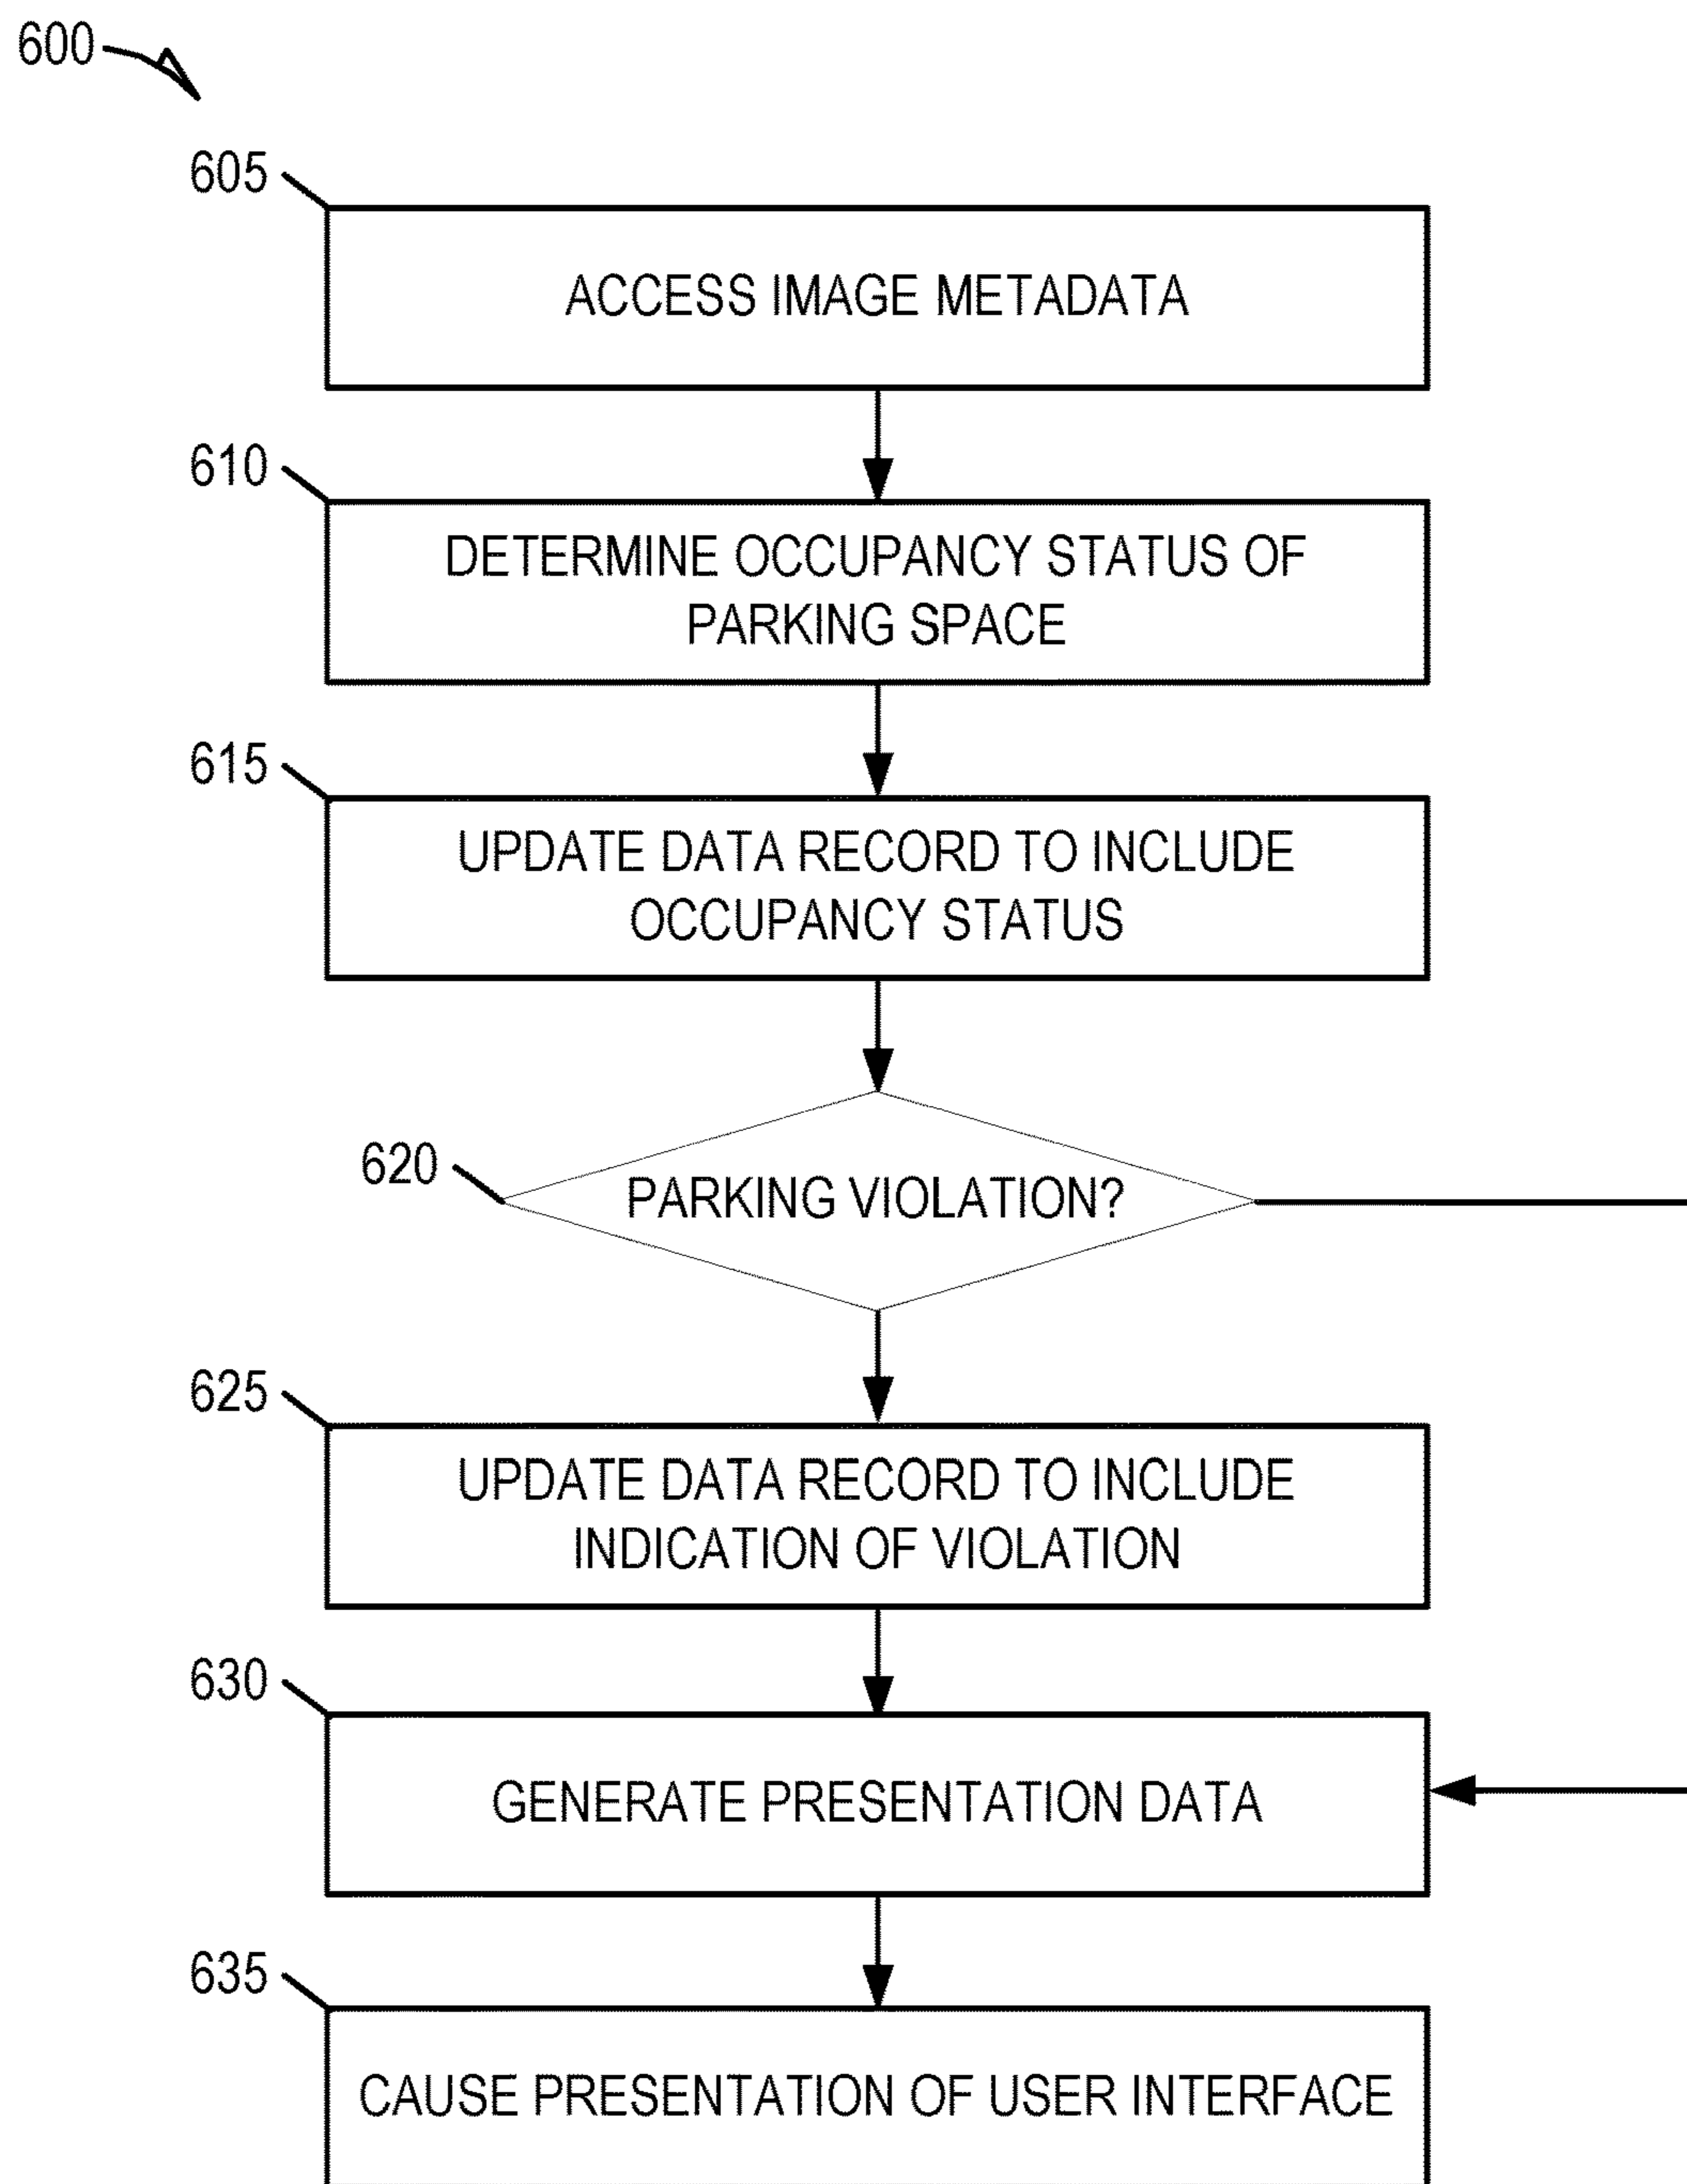 600
605
ACCESS IMAGE METADATA
610
DETERMINE OCCUPANCY STATUS OF
PARKING SPACE
615
UPDATE DATA RECORD TO INCLUDE
OCCUPANCY STATUS
620
PARKING VIOLATION?
625
UPDATE DATA RECORD TO INCLUDE
INDICATION OF VIOLATION
630
GENERATE PRESENTATION DATA
635
CAUSE PRESENTATION OF USER INTERFACE